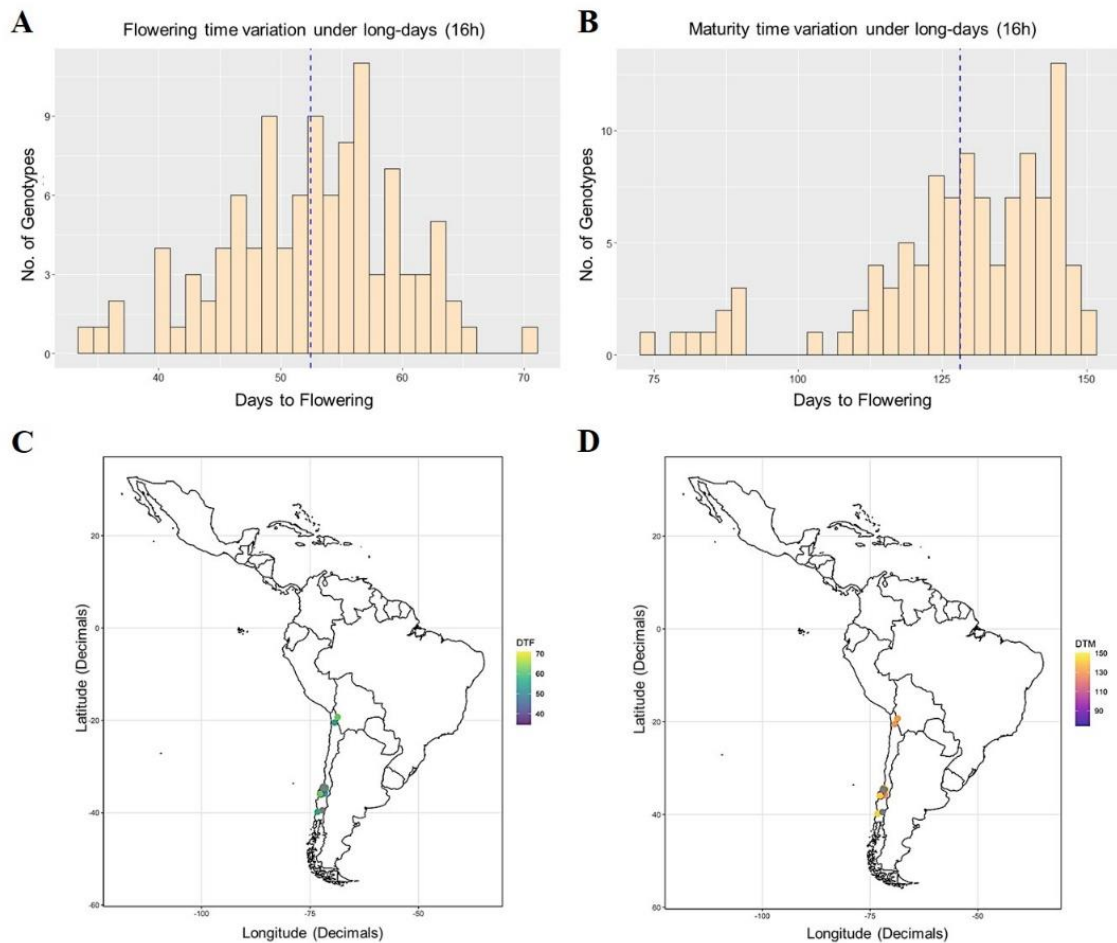 A
Flowering time variation under long-days (16h)
No. of Genotypes
9
6
3
0
40
50
60
70
Days to Flowering
B
Maturity time variation under long-days (16h)
No. of Genotypes
10
5
0
75
100
125
150
Days to Flowering
C
Latitude (Decimals)
20
0
-20
-40
-60
-100
-75
-50
Longitude (Decimals)
DTF
70
60
50
40
D
Latitude (Decimals)
20
0
-20
-40
-60
-100
-75
-50
Longitude (Decimals)
DTM
150
130
110
90